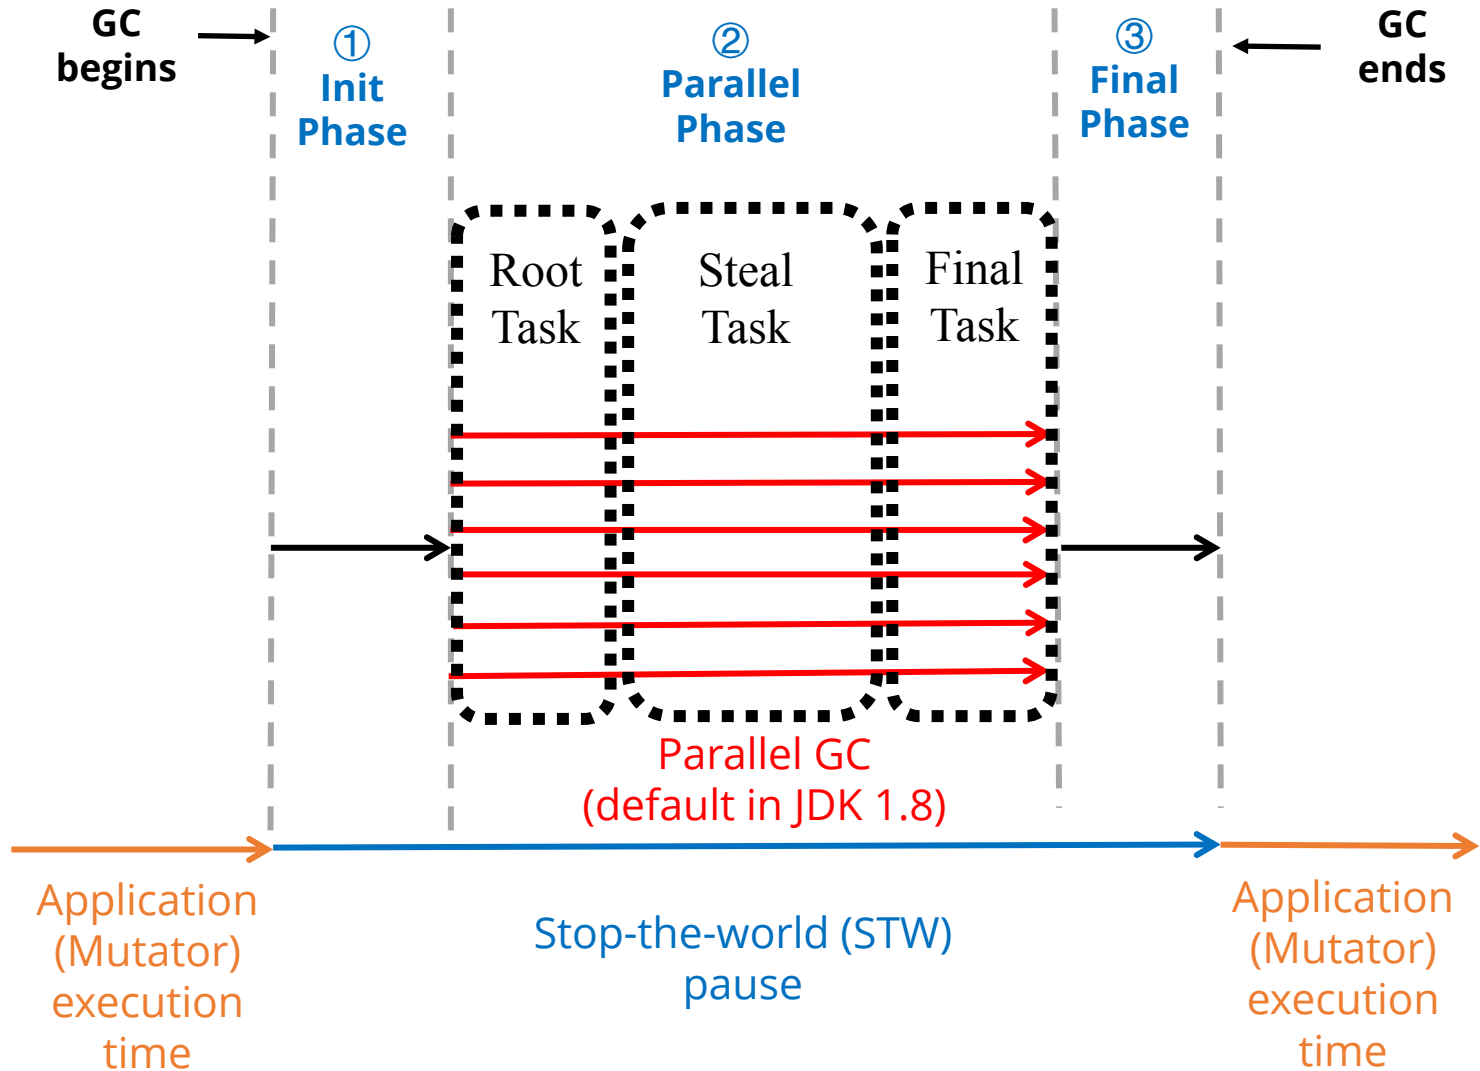 GC
begins
①
Init
Phase
②
Parallel
Phase
③
Final
Phase
GC
ends
Root
Task
Steal
Task
Final
Task
Parallel GC
(default in JDK 1.8)
Application
(Mutator)
execution
time
Stop-the-world (STW)
pause
Application
(Mutator)
execution
time